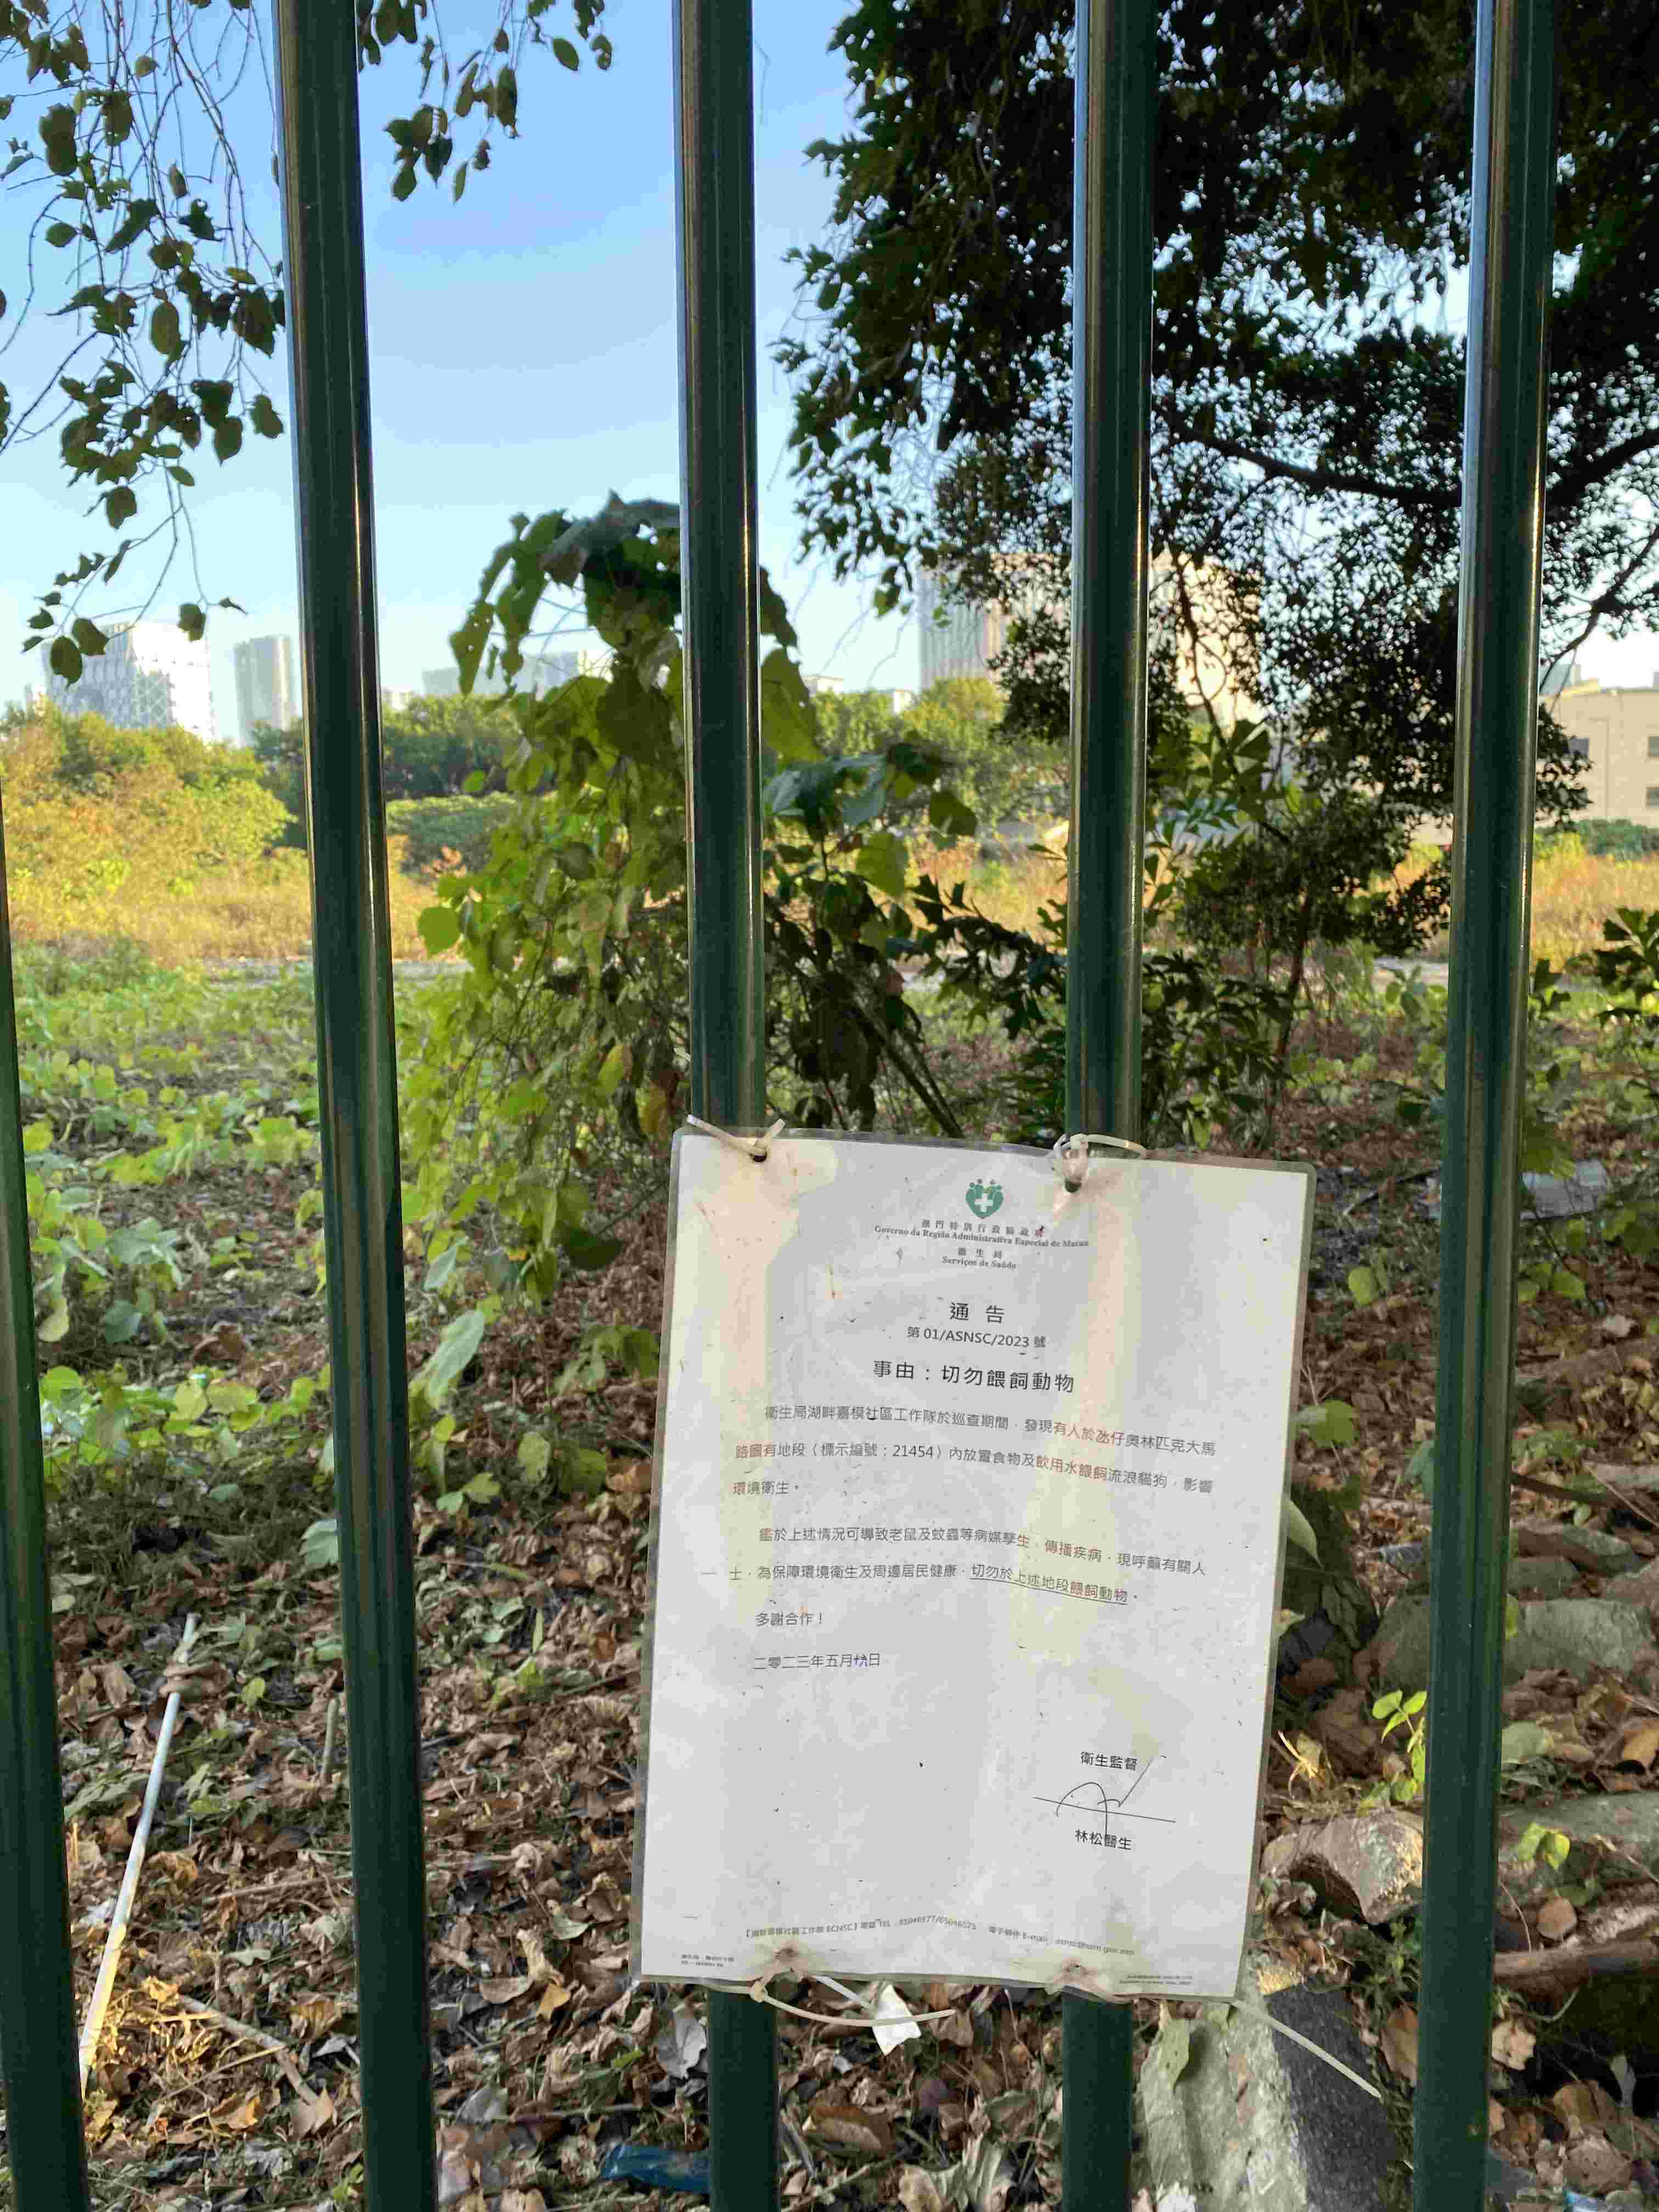 澳門特別行政區政府
Governo da Região Administrativa Especial de Macau
衛生局
Serviços de Saúde
通告
第 01/ASNSC/2023 號
事由：切勿餵飼動物
衛生局湖畔嘉模社區工作隊於巡查期間，發現有人於氹仔奧林匹克大馬
路圍有地段（標示編號：21454）內放置食物及飲用水餵飼流浪貓狗，影響
環境衛生。
鑑於上述情況可導致老鼠及蚊蟲等病媒孳生，傳播疾病，現呼籲有關人
士，為保障環境衛生及周邊居民健康，切勿於上述地段餵飼動物。
多謝合作！
二零二三年五月十九日
衛生監督
林松醫生
【湖畔嘉模社區工作隊 ECNSC】電話 TEL 電子郵件 E-mail